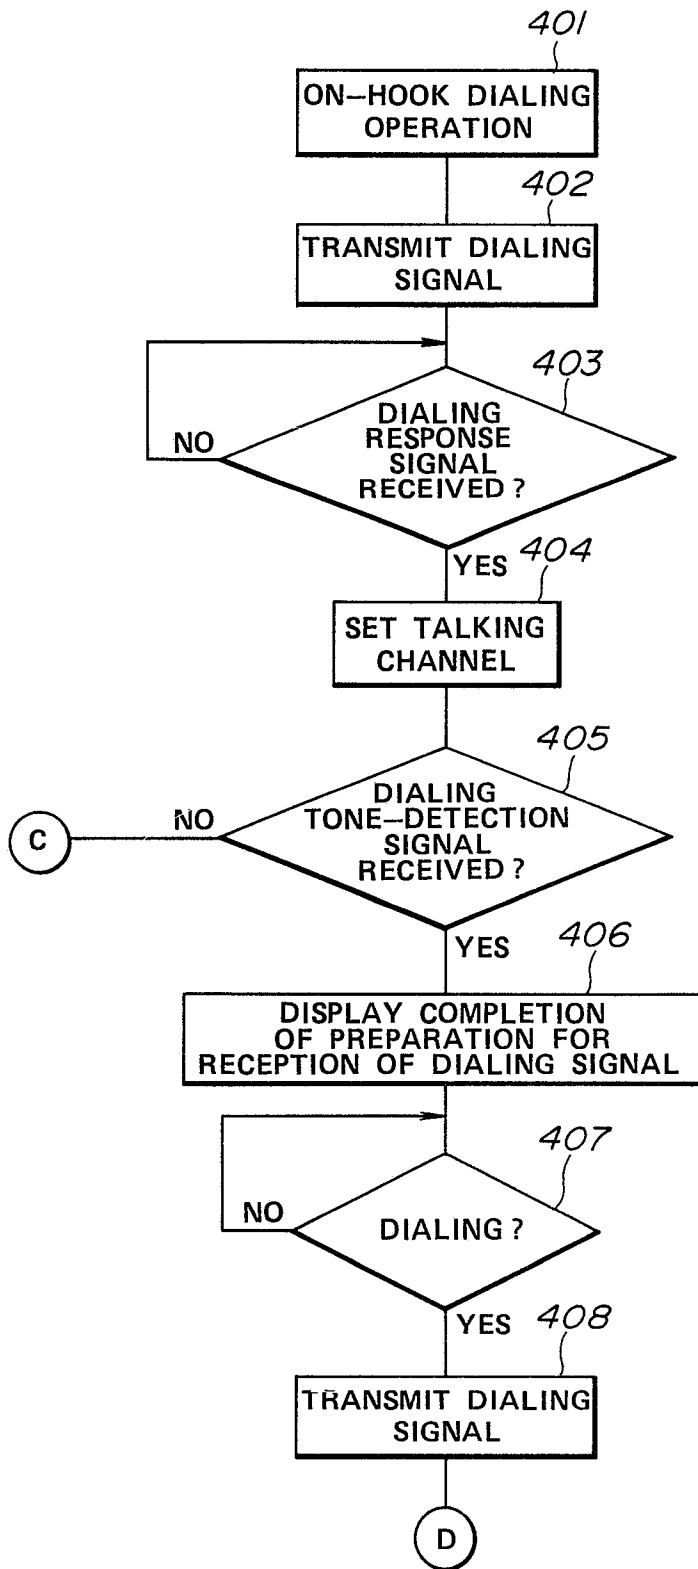 401
ON–HOOK DIALING
OPERATION
402
TRANSMIT DIALING
SIGNAL
403
DIALING
RESPONSE
SIGNAL
RECEIVED ?
NO
YES
404
SET TALKING
CHANNEL
405
DIALING
TONE–DETECTION
SIGNAL
RECEIVED ?
NO
C
YES
406
DISPLAY COMPLETION
OF PREPARATION FOR
RECEPTION OF DIALING SIGNAL
407
DIALING ?
NO
YES
408
TRANSMIT DIALING
SIGNAL
D